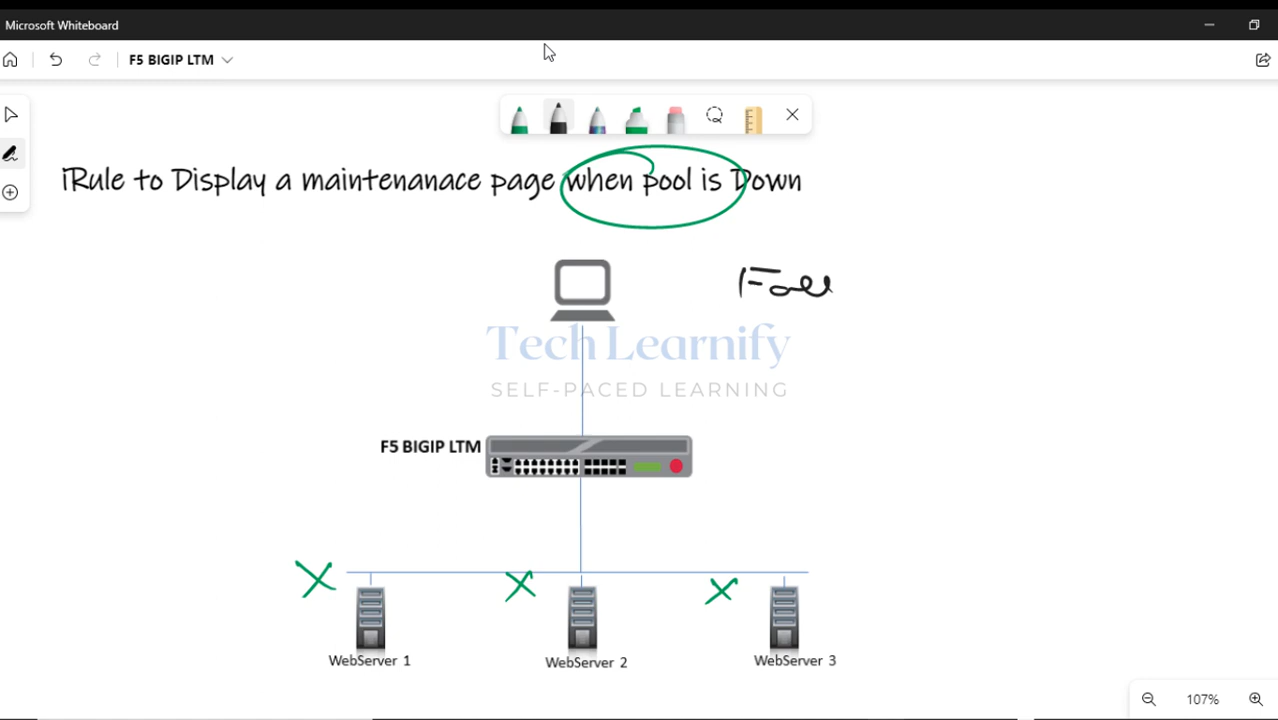 Microsoft Whiteboard
F5 BIGIP LTM
iRule to Display a maintenanace page when pool is Down
Tech Learnify
SELF-PACED LEARNING
F5 BIGIP LTM
WebServer 1
WebServer 2
WebServer 3
107%